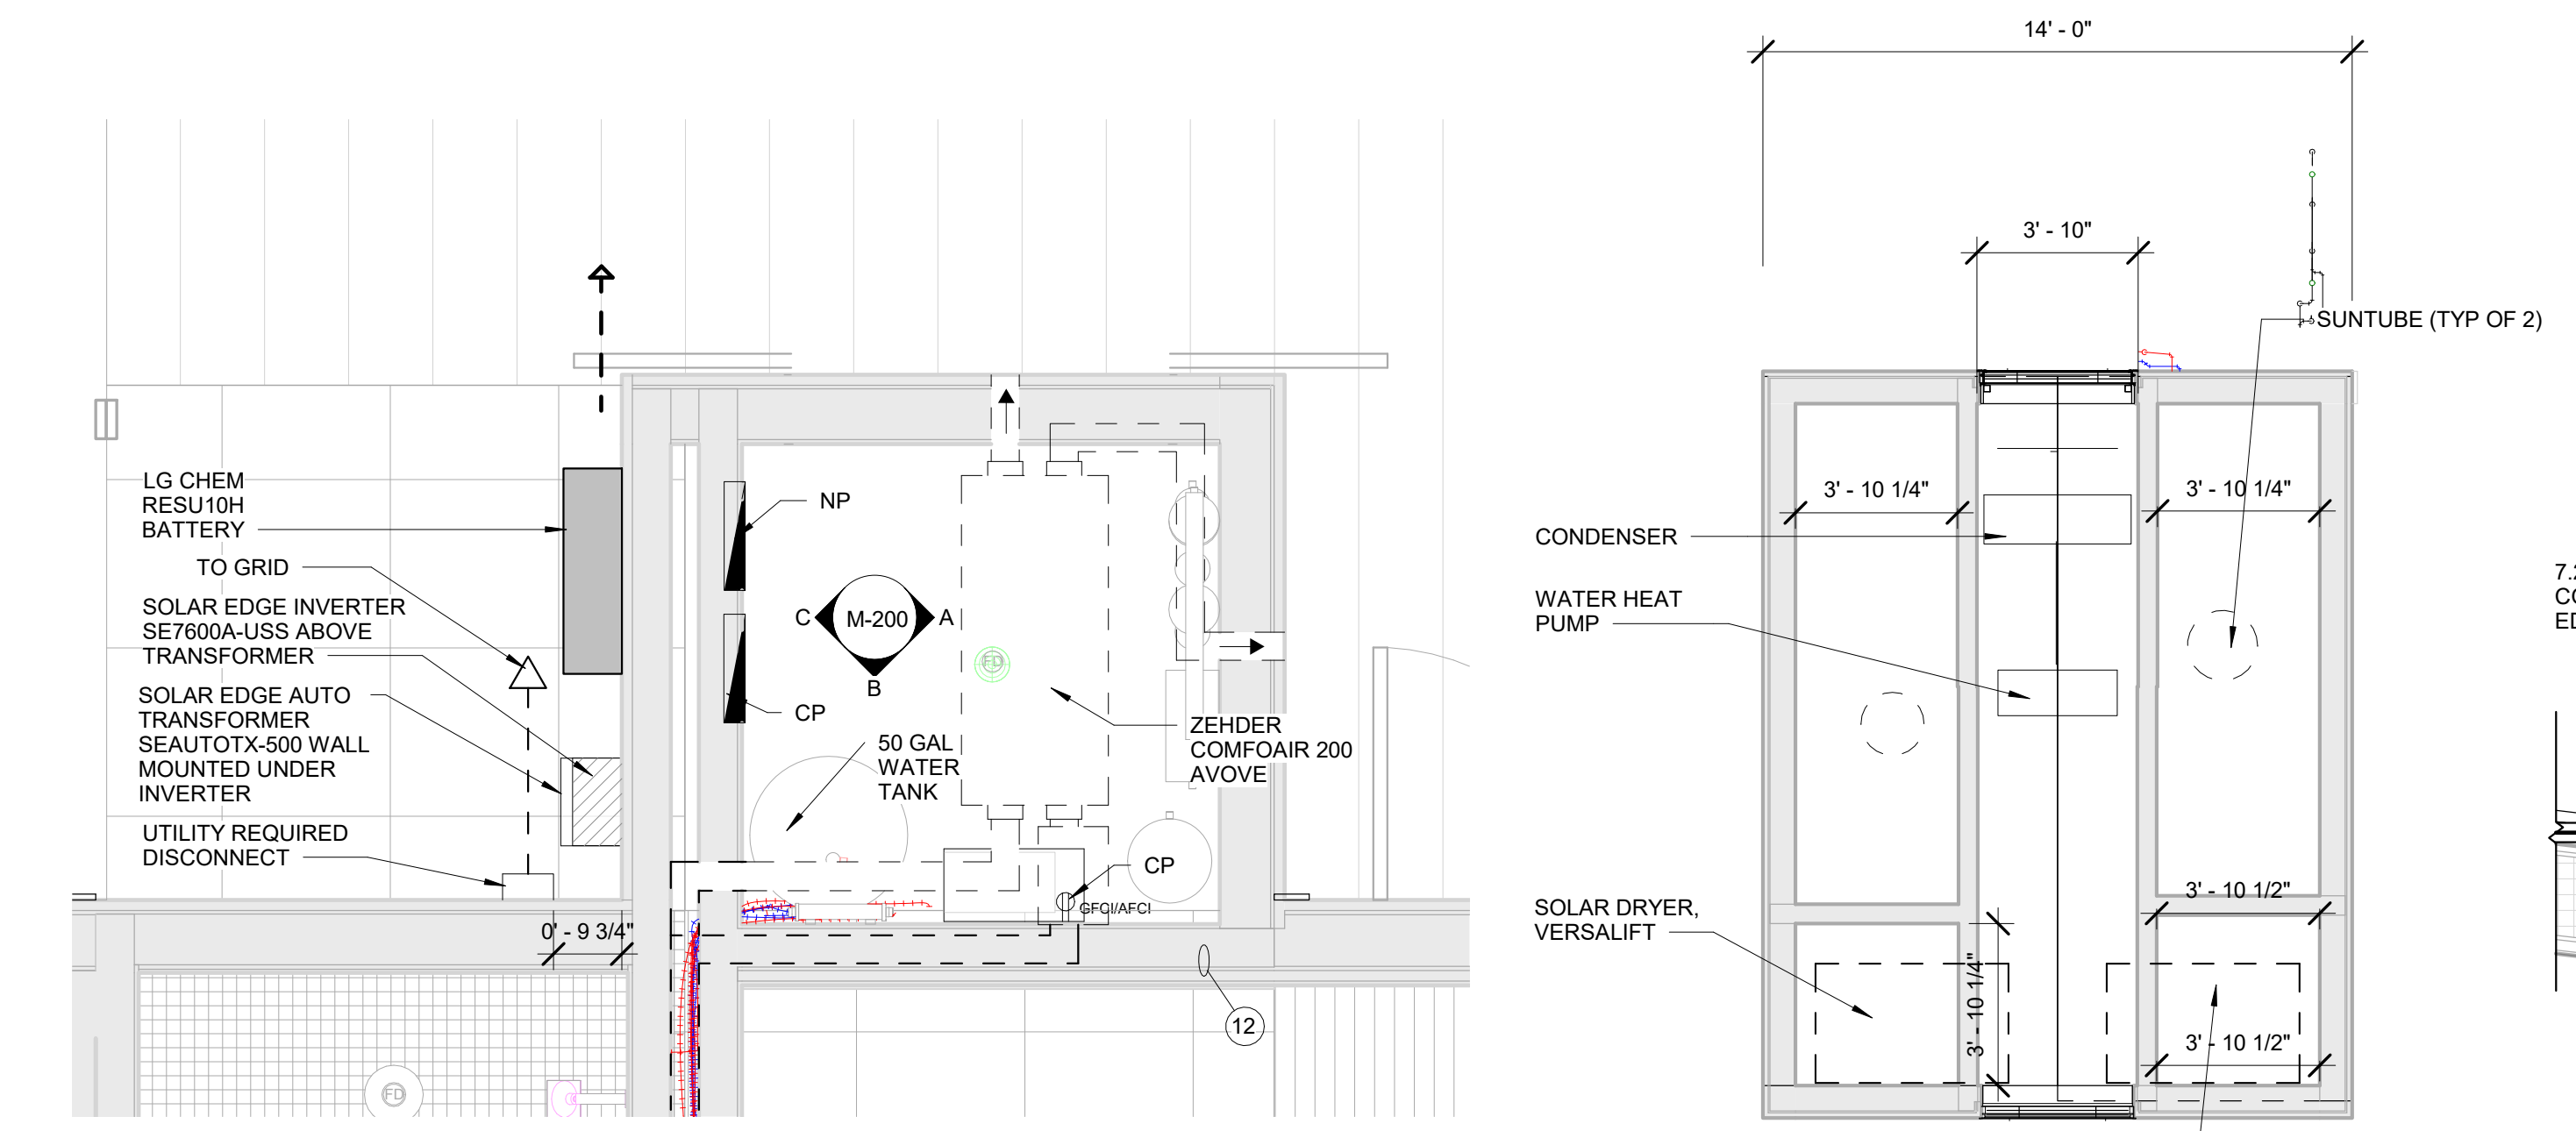 14' - 0"
3' - 10"
SUNTUBE (TYP OF 2)
LG CHEM
RESU10H
BATTERY
TO GRID
SOLAR EDGE INVERTER
SE7600A-USS ABOVE
TRANSFORMER
SOLAR EDGE AUTO
TRANSFORMER
SEAUTOTX-500 WALL
MOUNTED UNDER
INVERTER
UTILITY REQUIRED
DISCONNECT
0' - 9 3/4"
FD
NP
C
M-200
A
B
CP
FD
50 GAL
WATER
TANK
ZEHDER
COMFOAIR 200
AVOVE
CP
GFCI/AFCI
12
3' - 10 1/4"
3' - 10 1/4"
CONDENSER
WATER HEAT
PUMP
SOLAR DRYER,
VERSALIFT
3' - 10 1/2"
3' - 10 1/4"
3' - 10 1/2"